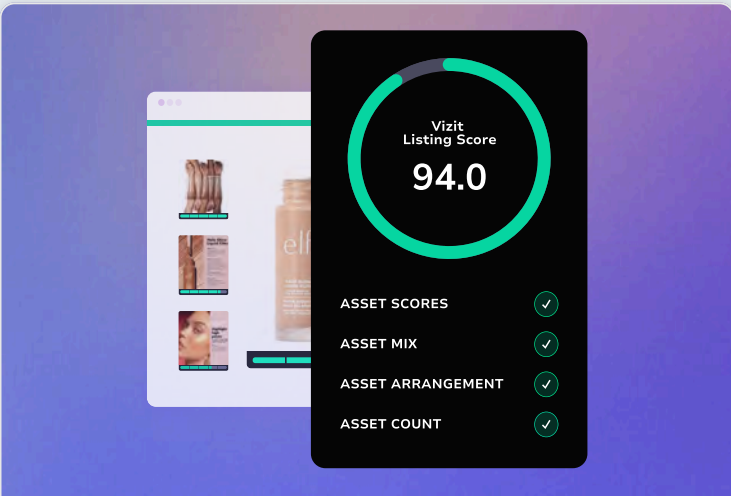 Vizit
Listing Score
94.0
elf
ASSET SCORES
ASSET MIX
ASSET ARRANGEMENT
ASSET COUNT